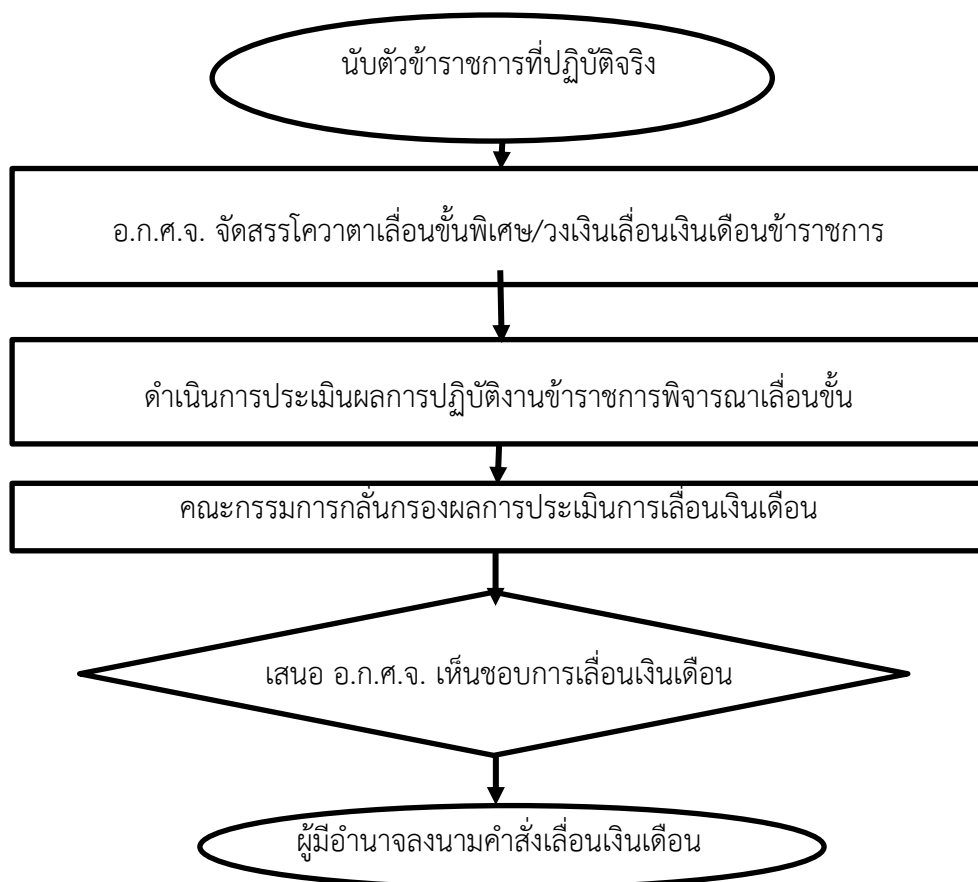 นับตัวข้าราชการที่ปฏิบัติจริง
อ.ก.ศ.จ. จัดสรรโควาตาเลื่อนขั้นพิเศษ/วงเงินเลื่อนเงินเดือนข้าราชการ
ดำเนินการประเมินผลการปฏิบัติงานข้าราชการพิจารณาเลื่อนขั้น
คณะกรรมการกลั่นกรองผลการประเมินการเลื่อนเงินเดือน
เสนอ อ.ก.ศ.จ. เห็นชอบการเลื่อนเงินเดือน
ผู้มีอำนาจลงนามคำสั่งเลื่อนเงินเดือน